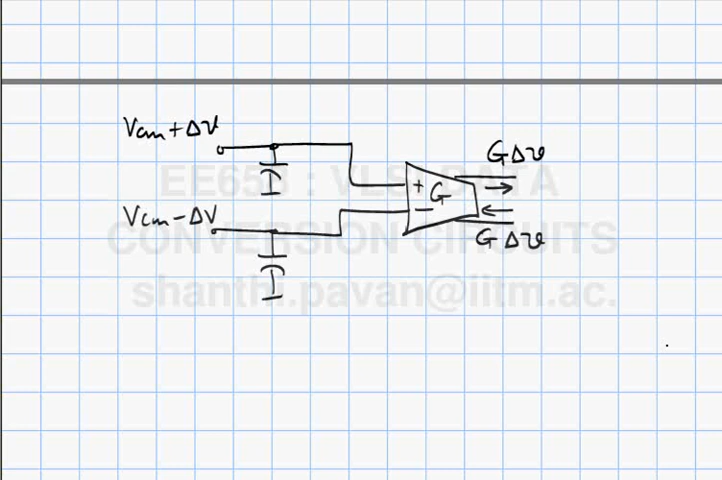 Vcm+Δv
GΔv
EE658 : VLSI DATA
+ G
Vcm-ΔV
-
CONVERSION CIRCUITS
GΔv
shanthi.pavan@iitm.ac.